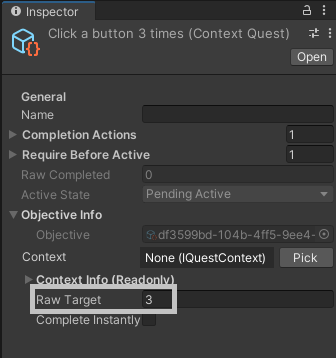 Inspector
Click a button 3 times (Context Quest)
Open
General
Name
Completion Actions 1
Require Before Active 1
Raw Completed 0
Active State Pending Active
Objective Info
Objective df3599bd-104b-4ff5-9ee4-
Context None (IQuestContext) Pick
Context Info (Readonly)
Raw Target 3
Complete Instantly